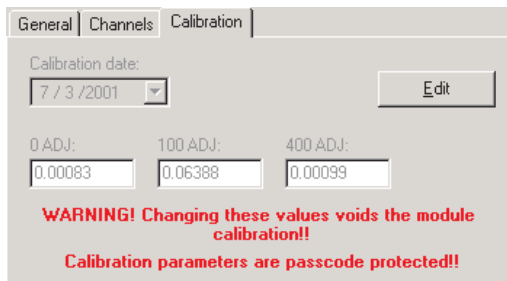 General Channels Calibration
Calibration date:
7 / 3 /2001
Edit
0 ADJ: 100 ADJ: 400 ADJ:
0.00083 0.06388 0.00099
WARNING! Changing these values voids the module
calibration!!
Calibration parameters are passcode protected!!